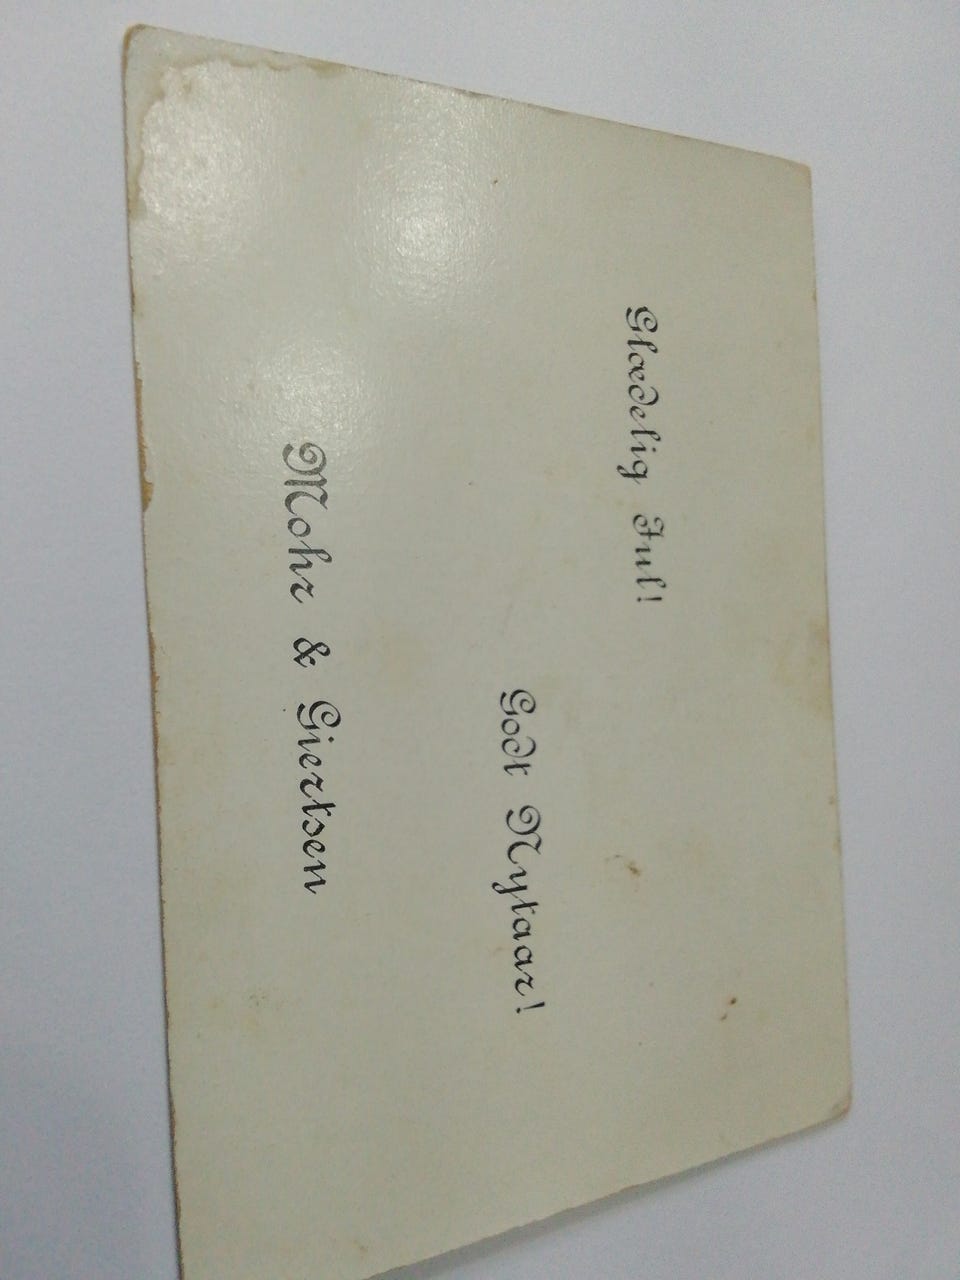 Glædelig Jul!
Godt Nytaar!
Mohr & Giertsen